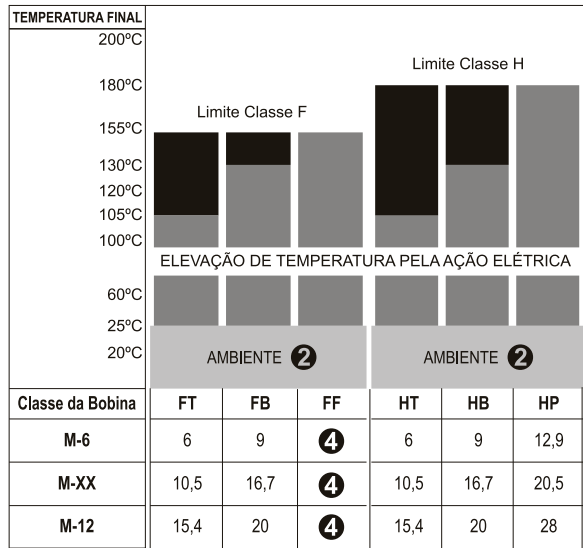 TEMPERATURA FINAL
200ºC
Limite Classe H
180ºC
Limite Classe F
155ºC
130ºC
120ºC
105ºC
100ºC
ELEVAÇÃO DE TEMPERATURA PELA AÇÃO ELÉTRICA
60ºC
25ºC
20ºC AMBIENTE 2 AMBIENTE 2
Classe da Bobina FT FB FF HT HB HP
M-6 6 9 4 6 9 12,9
M-XX 10,5 16,7 4 10,5 16,7 20,5
M-12 15,4 20 4 15,4 20 28